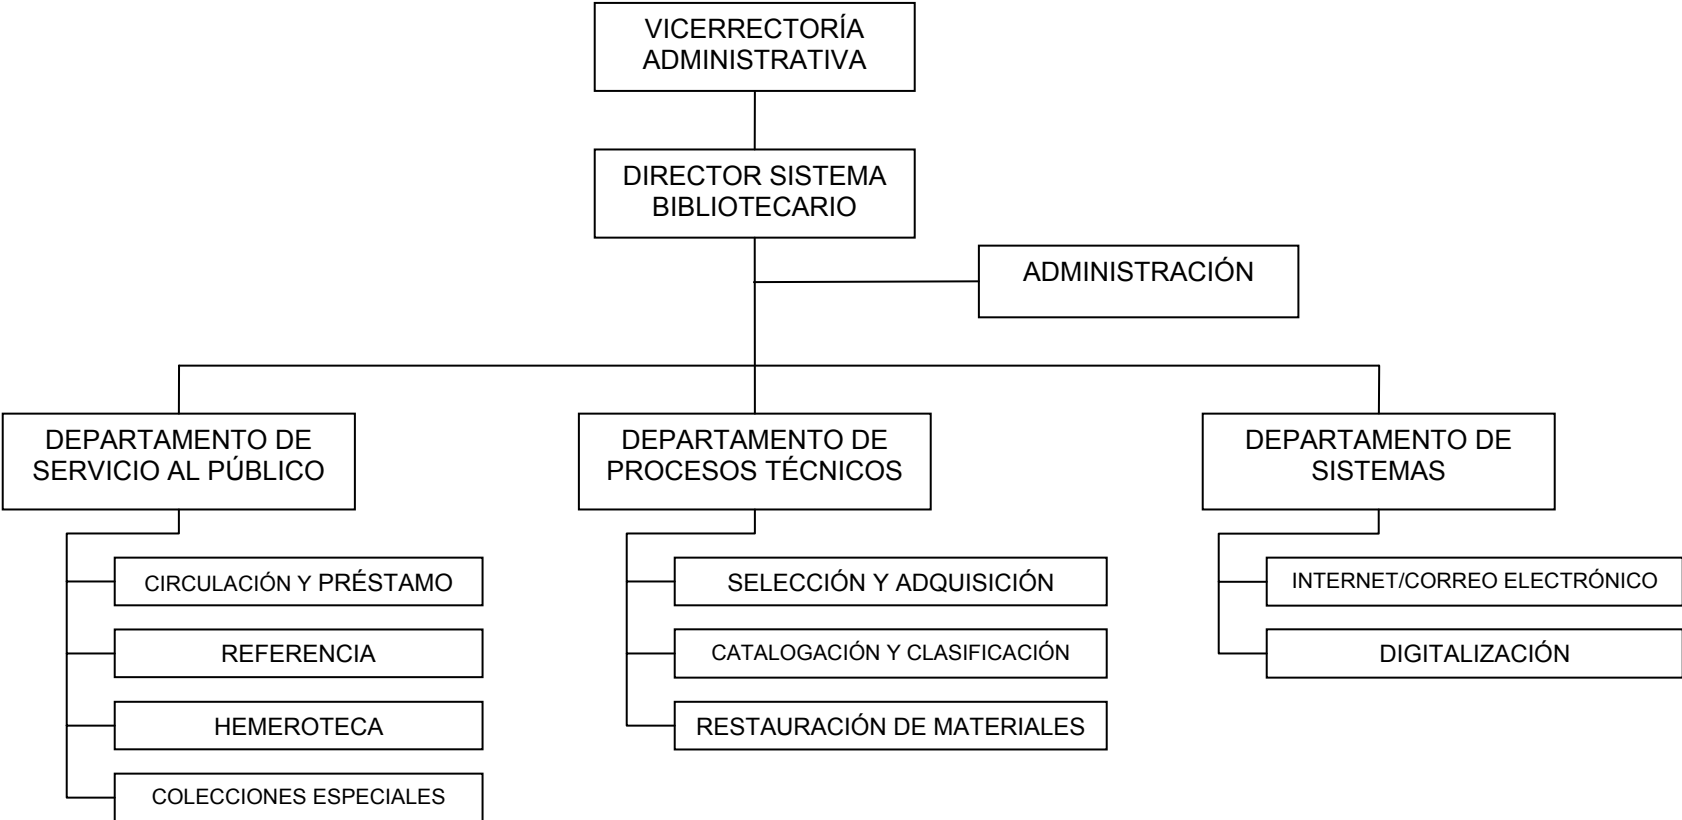 VICERRECTORÍA
ADMINISTRATIVA
DIRECTOR SISTEMA
BIBLIOTECARIO
ADMINISTRACIÓN
DEPARTAMENTO DE
SERVICIO AL PÚBLICO
DEPARTAMENTO DE
PROCESOS TÉCNICOS
DEPARTAMENTO DE
SISTEMAS
CIRCULACIÓN Y PRÉSTAMO
REFERENCIA
HEMEROTECA
COLECCIONES ESPECIALES
SELECCIÓN Y ADQUISICIÓN
CATALOGACIÓN Y CLASIFICACIÓN
RESTAURACIÓN DE MATERIALES
INTERNET/CORREO ELECTRÓNICO
DIGITALIZACIÓN